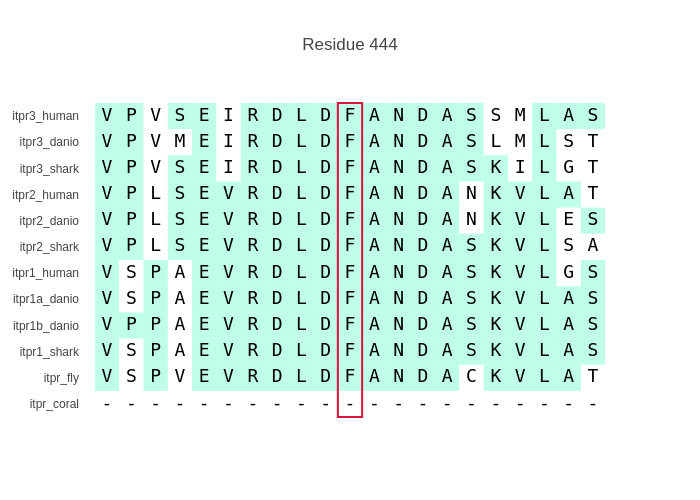 Residue 444
itpr3_human V P V S E I R D L D F A N D A S S M L A S
itpr3_danio V P V M E I R D L D F A N D A S L M L S T
itpr3_shark V P V S E I R D L D F A N D A S K I L G T
itpr2_human V P L S E V R D L D F A N D A N K V L A T
itpr2_danio V P L S E V R D L D F A N D A N K V L E S
itpr2_shark V P L S E V R D L D F A N D A S K V L S A
itpr1_human V S P A E V R D L D F A N D A S K V L G S
itpr1a_danio V S P A E V R D L D F A N D A S K V L A S
itpr1b_danio V P P A E V R D L D F A N D A S K V L A S
itpr1_shark V S P A E V R D L D F A N D A S K V L A S
itpr_fly V S P V E V R D L D F A N D A C K V L A T
itpr_coral - - - - - - - - - - - - - - - - - - - - -